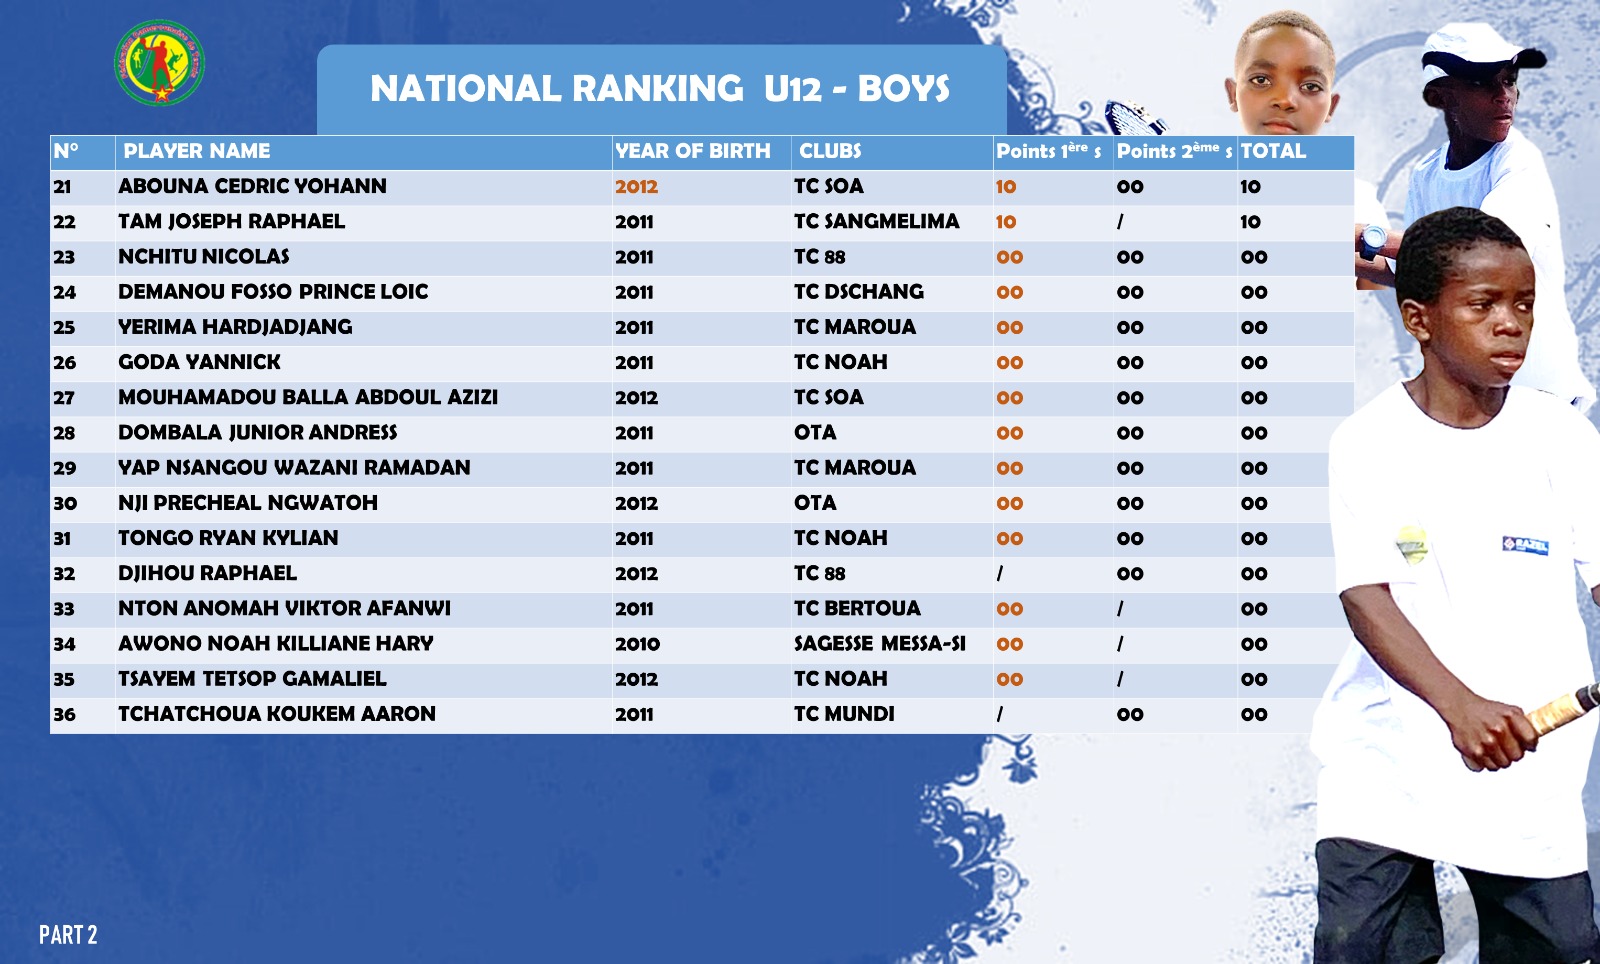 NATIONAL RANKING U12 - BOYS
N° PLAYER NAME YEAR OF BIRTH CLUBS Points 1ère s Points 2ème s TOTAL
21 ABOUNA CEDRIC YOHANN 2012 TC SOA 10 00 10
22 TAM JOSEPH RAPHAEL 2011 TC SANGMELIMA 10 / 10
23 NCHITU NICOLAS 2011 TC 88 00 00 00
24 DEMANOU FOSSO PRINCE LOIC 2011 TC DSCHANG 00 00 00
25 YERIMA HARDJADJANG 2011 TC MAROUA 00 00 00
26 GODA YANNICK 2011 TC NOAH 00 00 00
27 MOUHAMADOU BALLA ABDOUL AZIZI 2012 TC SOA 00 00 00
28 DOMBALA JUNIOR ANDRESS 2011 OTA 00 00 00
29 YAP NSANGOU WAZANI RAMADAN 2011 TC MAROUA 00 00 00
30 NJI PRECHEAL NGWATOH 2012 OTA 00 00 00
31 TONGO RYAN KYLIAN 2011 TC NOAH 00 00 00
32 DJIHOU RAPHAEL 2012 TC 88 / 00 00
33 NTON ANOMAH VIKTOR AFANWI 2011 TC BERTOUA 00 / 00
34 AWONO NOAH KILLIANE HARY 2010 SAGESSE MESSA-SI 00 / 00
35 TSAYEM TETSOP GAMALIEL 2012 TC NOAH 00 / 00
36 TCHATCHOUA KOUKEM AARON 2011 TC MUNDI / 00 00
PART 2